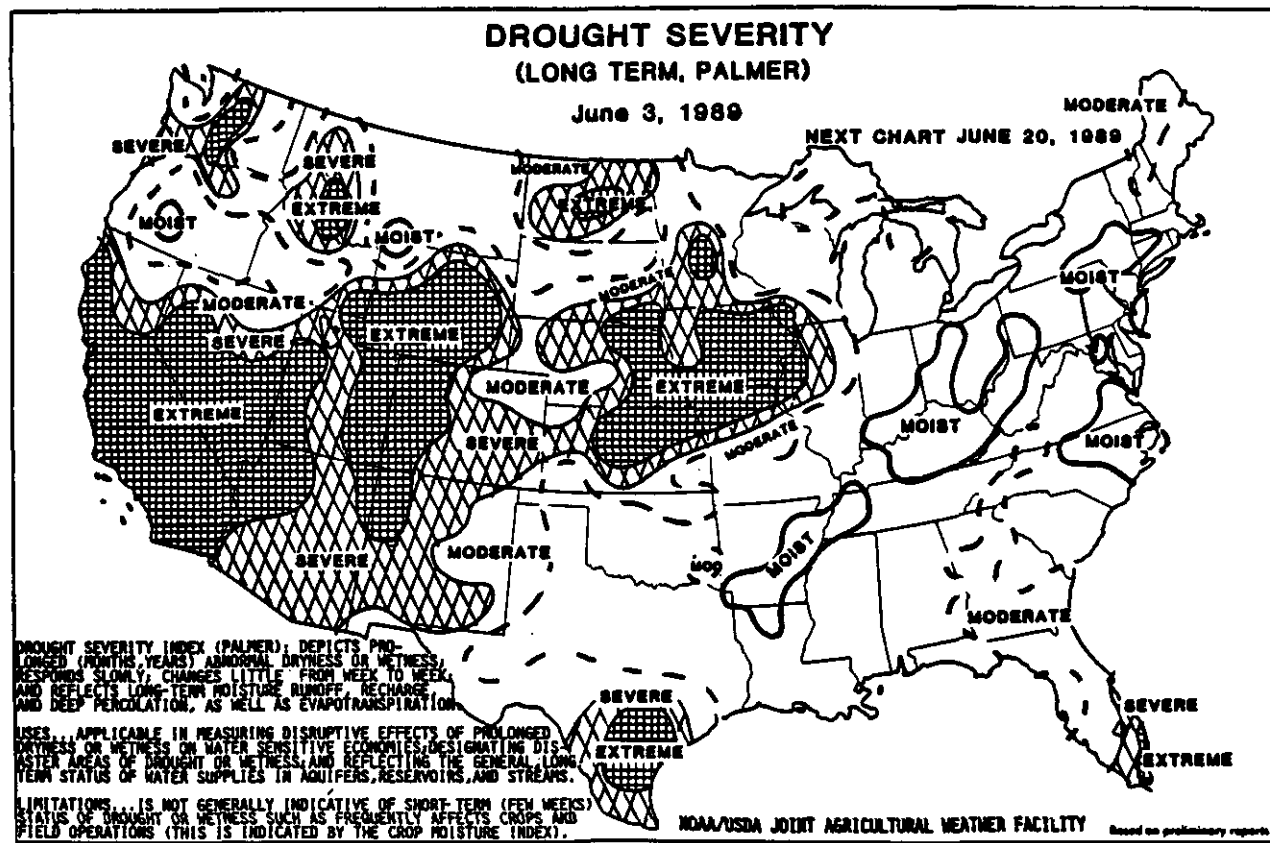 DROUGHT SEVERITY
(LONG TERM, PALMER)
June 3, 1989
NEXT CHART JUNE 20, 1989
MODERATE
SEVERE
SEVERE
MODERATE
EXTREME
EXTREME
MOIST
MOIST
MOIST
MODERATE
MODERATE
SEVERE
EXTREME
EXTREME
MODERATE
EXTREME
MOIST
MOIST
SEVERE
MODERATE
SEVERE
MODERATE
MOD
MOIST
MODERATE
SEVERE
EXTREME
SEVERE
EXTREME
DROUGHT SEVERITY INDEX (PALMER); DEPICTS PRO-
LONGED (MONTHS,YEARS) ABNORMAL DRYNESS OR WETNESS;
RESPONDS SLOWLY; CHANGES LITTLE FROM WEEK TO WEEK;
AND REFLECTS LONG-TERM MOISTURE RUNOFF, RECHARGE,
AND DEEP PERCOLATION, AS WELL AS EVAPOTRANSPIRATION.
USES...APPLICABLE IN MEASURING DISRUPTIVE EFFECTS OF PROLONGED
DRYNESS OR WETNESS ON WATER SENSITIVE ECONOMIES;DESIGNATING DIS-
ASTER AREAS OF DROUGHT OR WETNESS;AND REFLECTING THE GENERAL,LONG
TERM STATUS OF WATER SUPPLIES IN AQUIFERS,RESERVOIRS,AND STREAMS.
LIMITATIONS...IS NOT GENERALLY INDICATIVE OF SHORT-TERM (FEW WEEKS)
STATUS OF DROUGHT OR WETNESS SUCH AS FREQUENTLY AFFECTS CROPS AND
FIELD OPERATIONS (THIS IS INDICATED BY THE CROP MOISTURE INDEX).
NOAA/USDA JOINT AGRICULTURAL WEATHER FACILITY
Based on preliminary reports